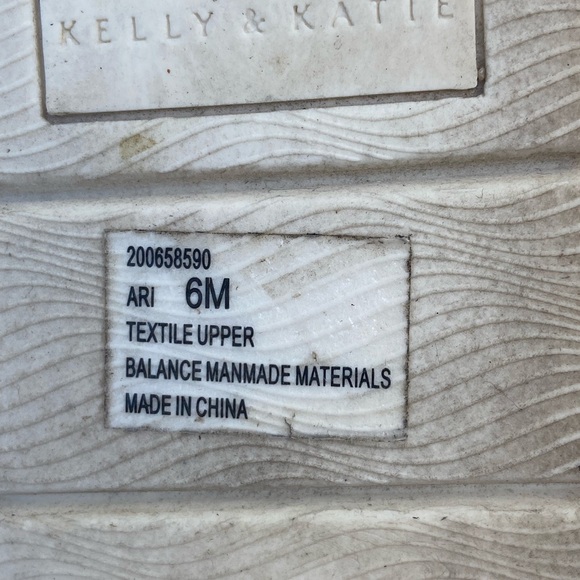 KELLY & KATIE
200658590
ARI 6M
TEXTILE UPPER
BALANCE MANMADE MATERIALS
MADE IN CHINA